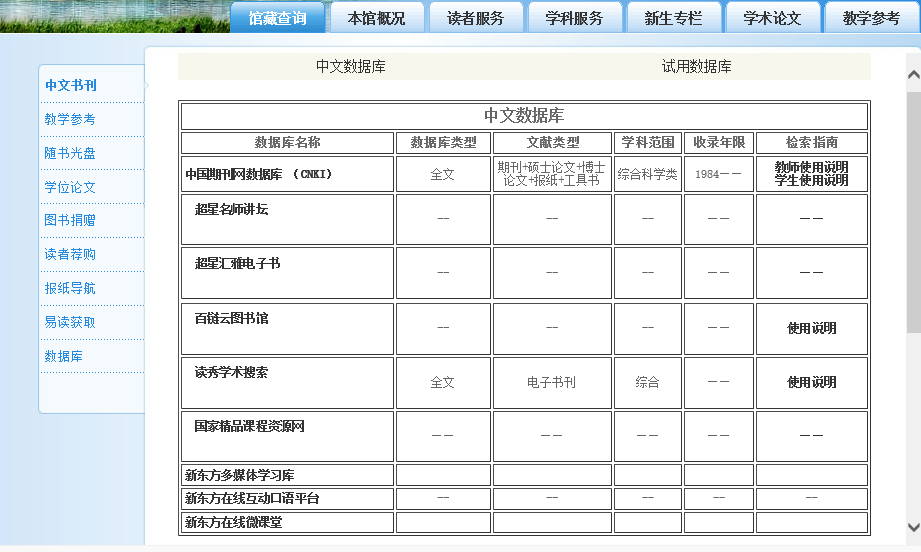 馆藏查询 本馆概况 读者服务 学科服务 新生专栏 学术论文 教学参考
中文书刊
教学参考
随书光盘
学位论文
图书捐赠
读者荐购
报纸导航
易读获取
数据库
中文数据库 试用数据库
中文数据库
数据库名称 数据库类型 文献类型 学科范围 收录年限 检索指南
中国期刊网数据库 （CNKI） 全文 期刊+硕士论文+博士论文+报纸+工具书 综合科学类 1984－－ 教师使用说明 学生使用说明
超星名师讲坛 -- -- -- －－ －－
超星汇雅电子书 -- -- -- －－ －－
百链云图书馆 -- -- -- －－ 使用说明
读秀学术搜索 全文 电子书刊 综合 －－ 使用说明
国家精品课程资源网 －－ －－ －－ －－ －－
新东方多媒体学习库
新东方在线互动口语平台 -- -- -- -- --
新东方在线微课堂